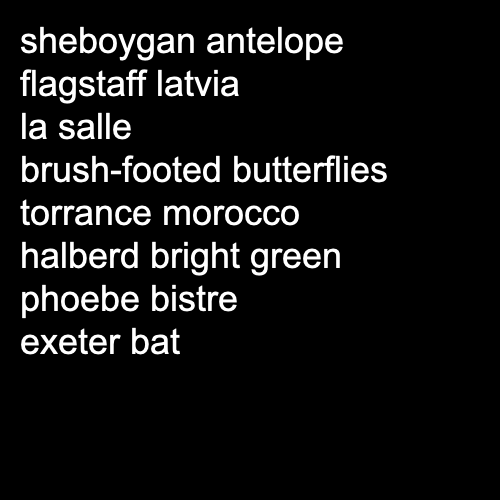 sheboygan antelope
flagstaff latvia
la salle
brush-footed butterflies
torrance morocco
halberd bright green
phoebe bistre
exeter bat